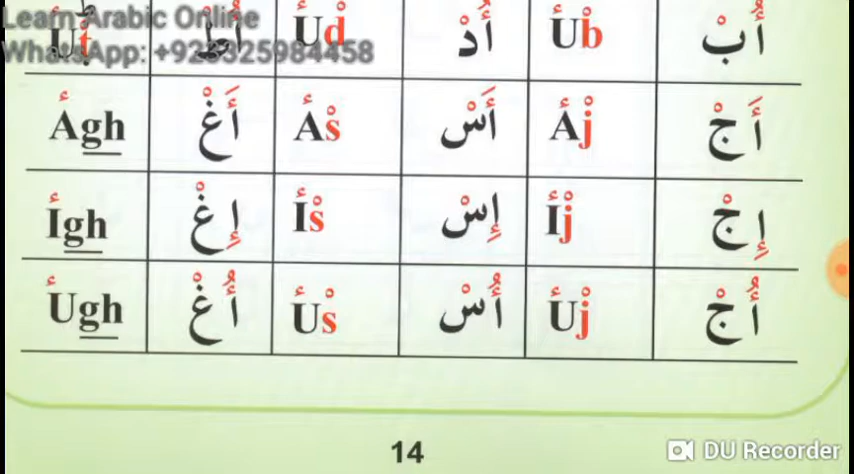 Learn Arabic Online
WhatsApp: +923325984458
أُبْ Ub أُدْ Ud أُطْ Ut
أَجْ Aj أَسْ As أَغْ Agh
إِجْ Ij إِسْ Is إِغْ Igh
أُجْ Uj أُسْ Us أُغْ Ugh
14
DU Recorder